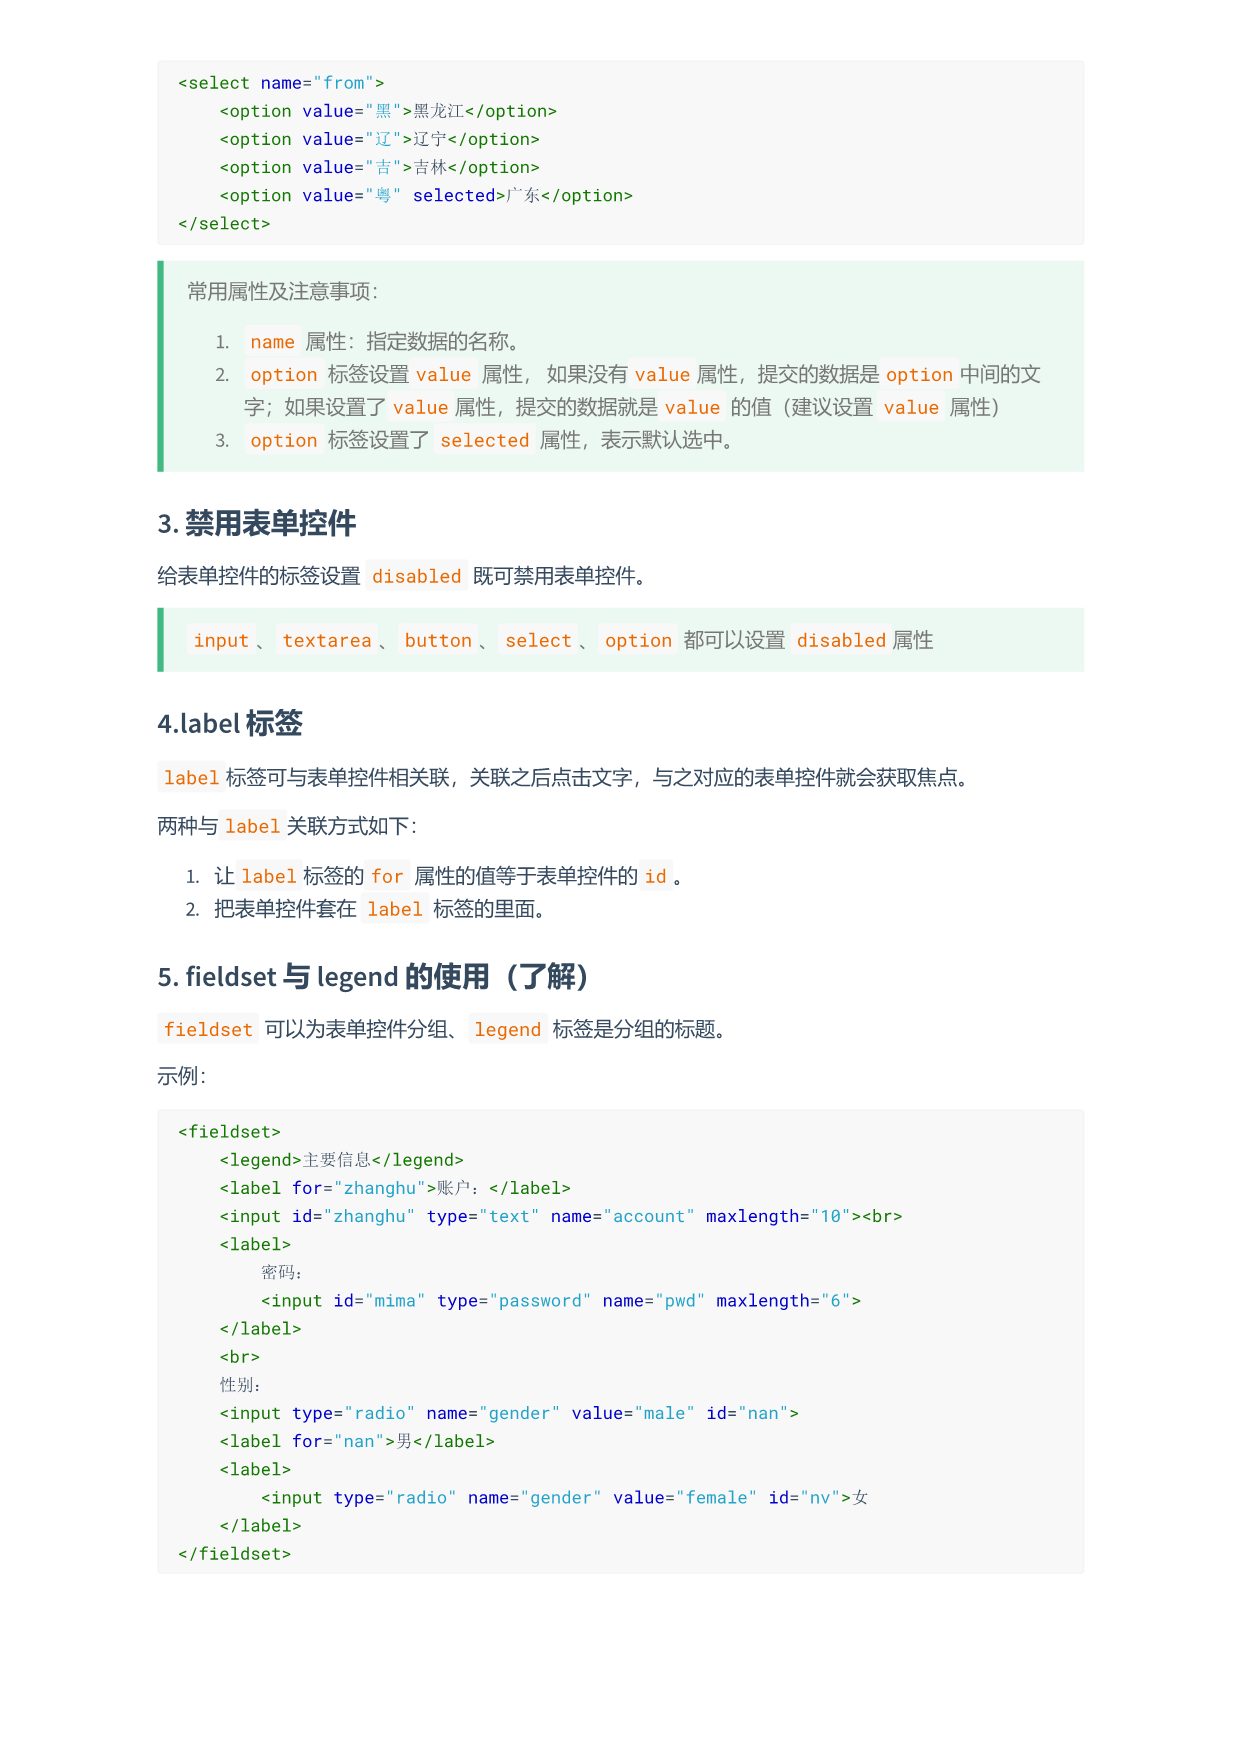 <select name="from">
    <option value="黑">黑龙江</option>
    <option value="辽">辽宁</option>
    <option value="吉">吉林</option>
    <option value="粤" selected>广东</option>
</select>
常用属性及注意事项：
1. name 属性：指定数据的名称。
2. option 标签设置 value 属性， 如果没有 value 属性，提交的数据是 option 中间的文
字；如果设置了 value 属性，提交的数据就是 value 的值（建议设置 value 属性）
3. option 标签设置了 selected 属性，表示默认选中。
3. 禁用表单控件
给表单控件的标签设置 disabled 既可禁用表单控件。
input 、 textarea 、 button 、 select 、 option 都可以设置 disabled 属性
4.label 标签
label 标签可与表单控件相关联，关联之后点击文字，与之对应的表单控件就会获取焦点。
两种与 label 关联方式如下：
1. 让 label 标签的 for 属性的值等于表单控件的 id 。
2. 把表单控件套在 label 标签的里面。
5. fieldset 与 legend 的使用（了解）
fieldset 可以为表单控件分组、 legend 标签是分组的标题。
示例：
<fieldset>
    <legend>主要信息</legend>
    <label for="zhanghu">账户：</label>
    <input id="zhanghu" type="text" name="account" maxlength="10"><br>
    <label>
        密码：
        <input id="mima" type="password" name="pwd" maxlength="6">
    </label>
    <br>
    性别：
    <input type="radio" name="gender" value="male" id="nan">
    <label for="nan">男</label>
    <label>
        <input type="radio" name="gender" value="female" id="nv">女
    </label>
</fieldset>